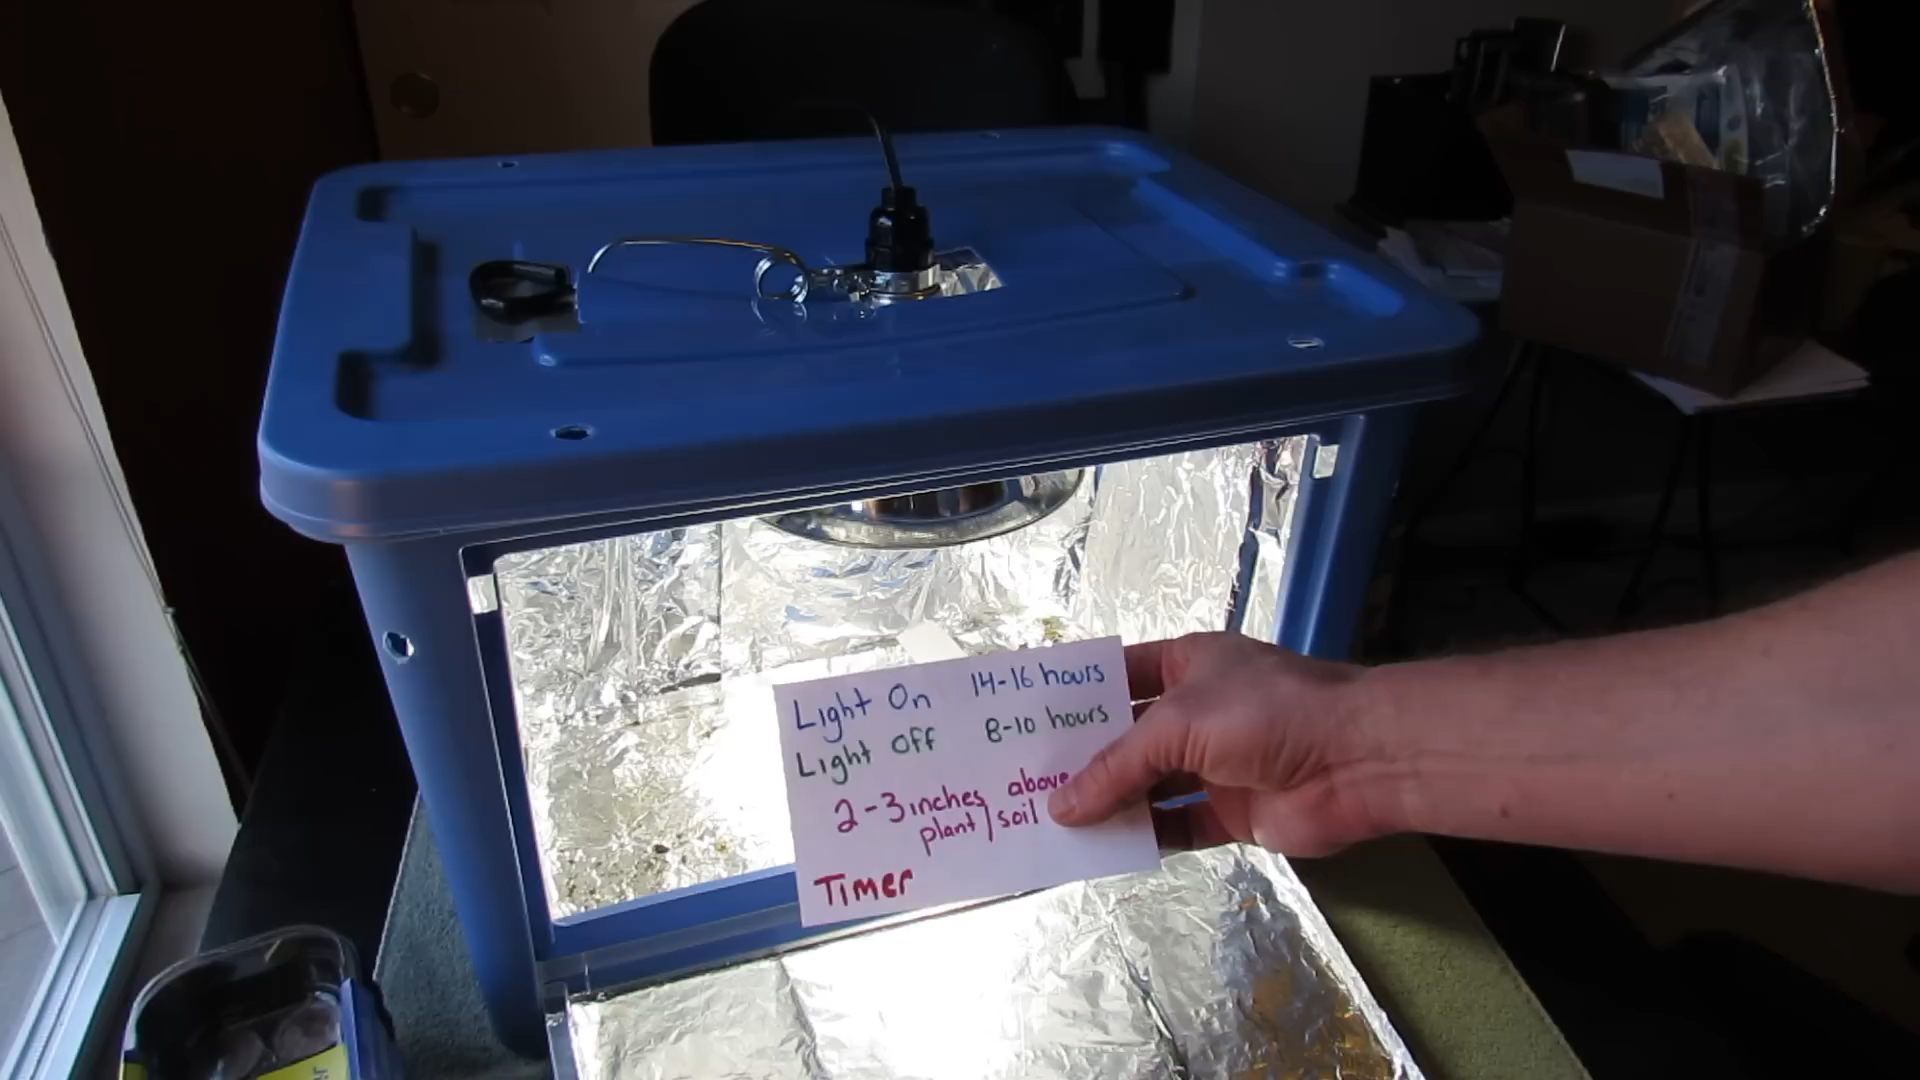 Light On 14-16 hours
Light Off 8-10 hours
2-3 inches above
plant/soil
Timer